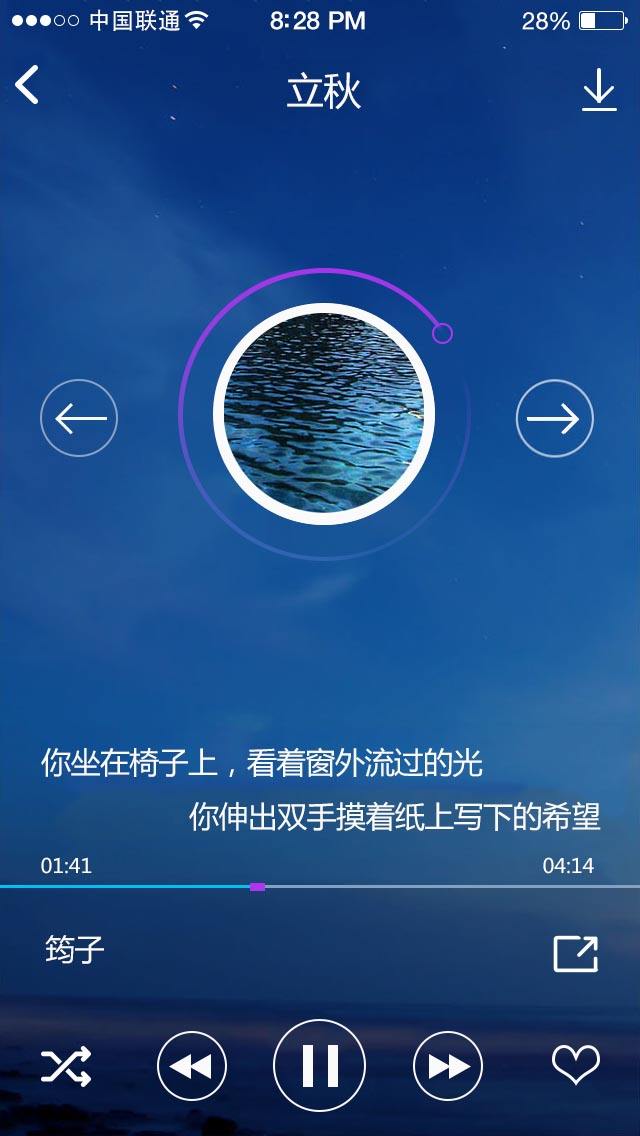 中国联通 8:28 PM 28%
立秋
你坐在椅子上，看着窗外流过的光
你伸出双手摸着纸上写下的希望
01:41 04:14
筠子